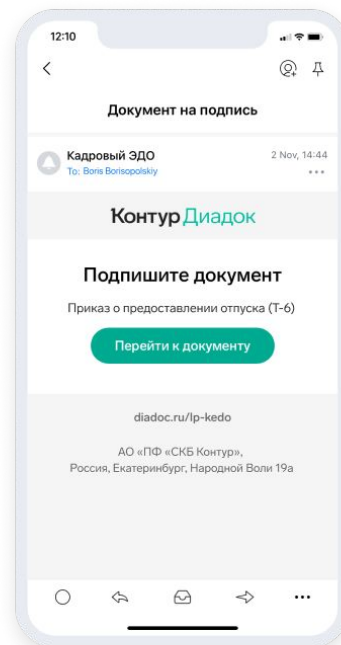 12:10
Документ на подпись
Кадровый ЭДО
2 Nov, 14:44
To: Boris Borisopolskiy
Контур Диадок
Подпишите документ
Приказ о предоставлении отпуска (Т-6)
Перейти к документу
diadoc.ru/lp-kedo
АО «ПФ «СКБ Контур»,
Россия, Екатеринбург, Народной Воли 19а